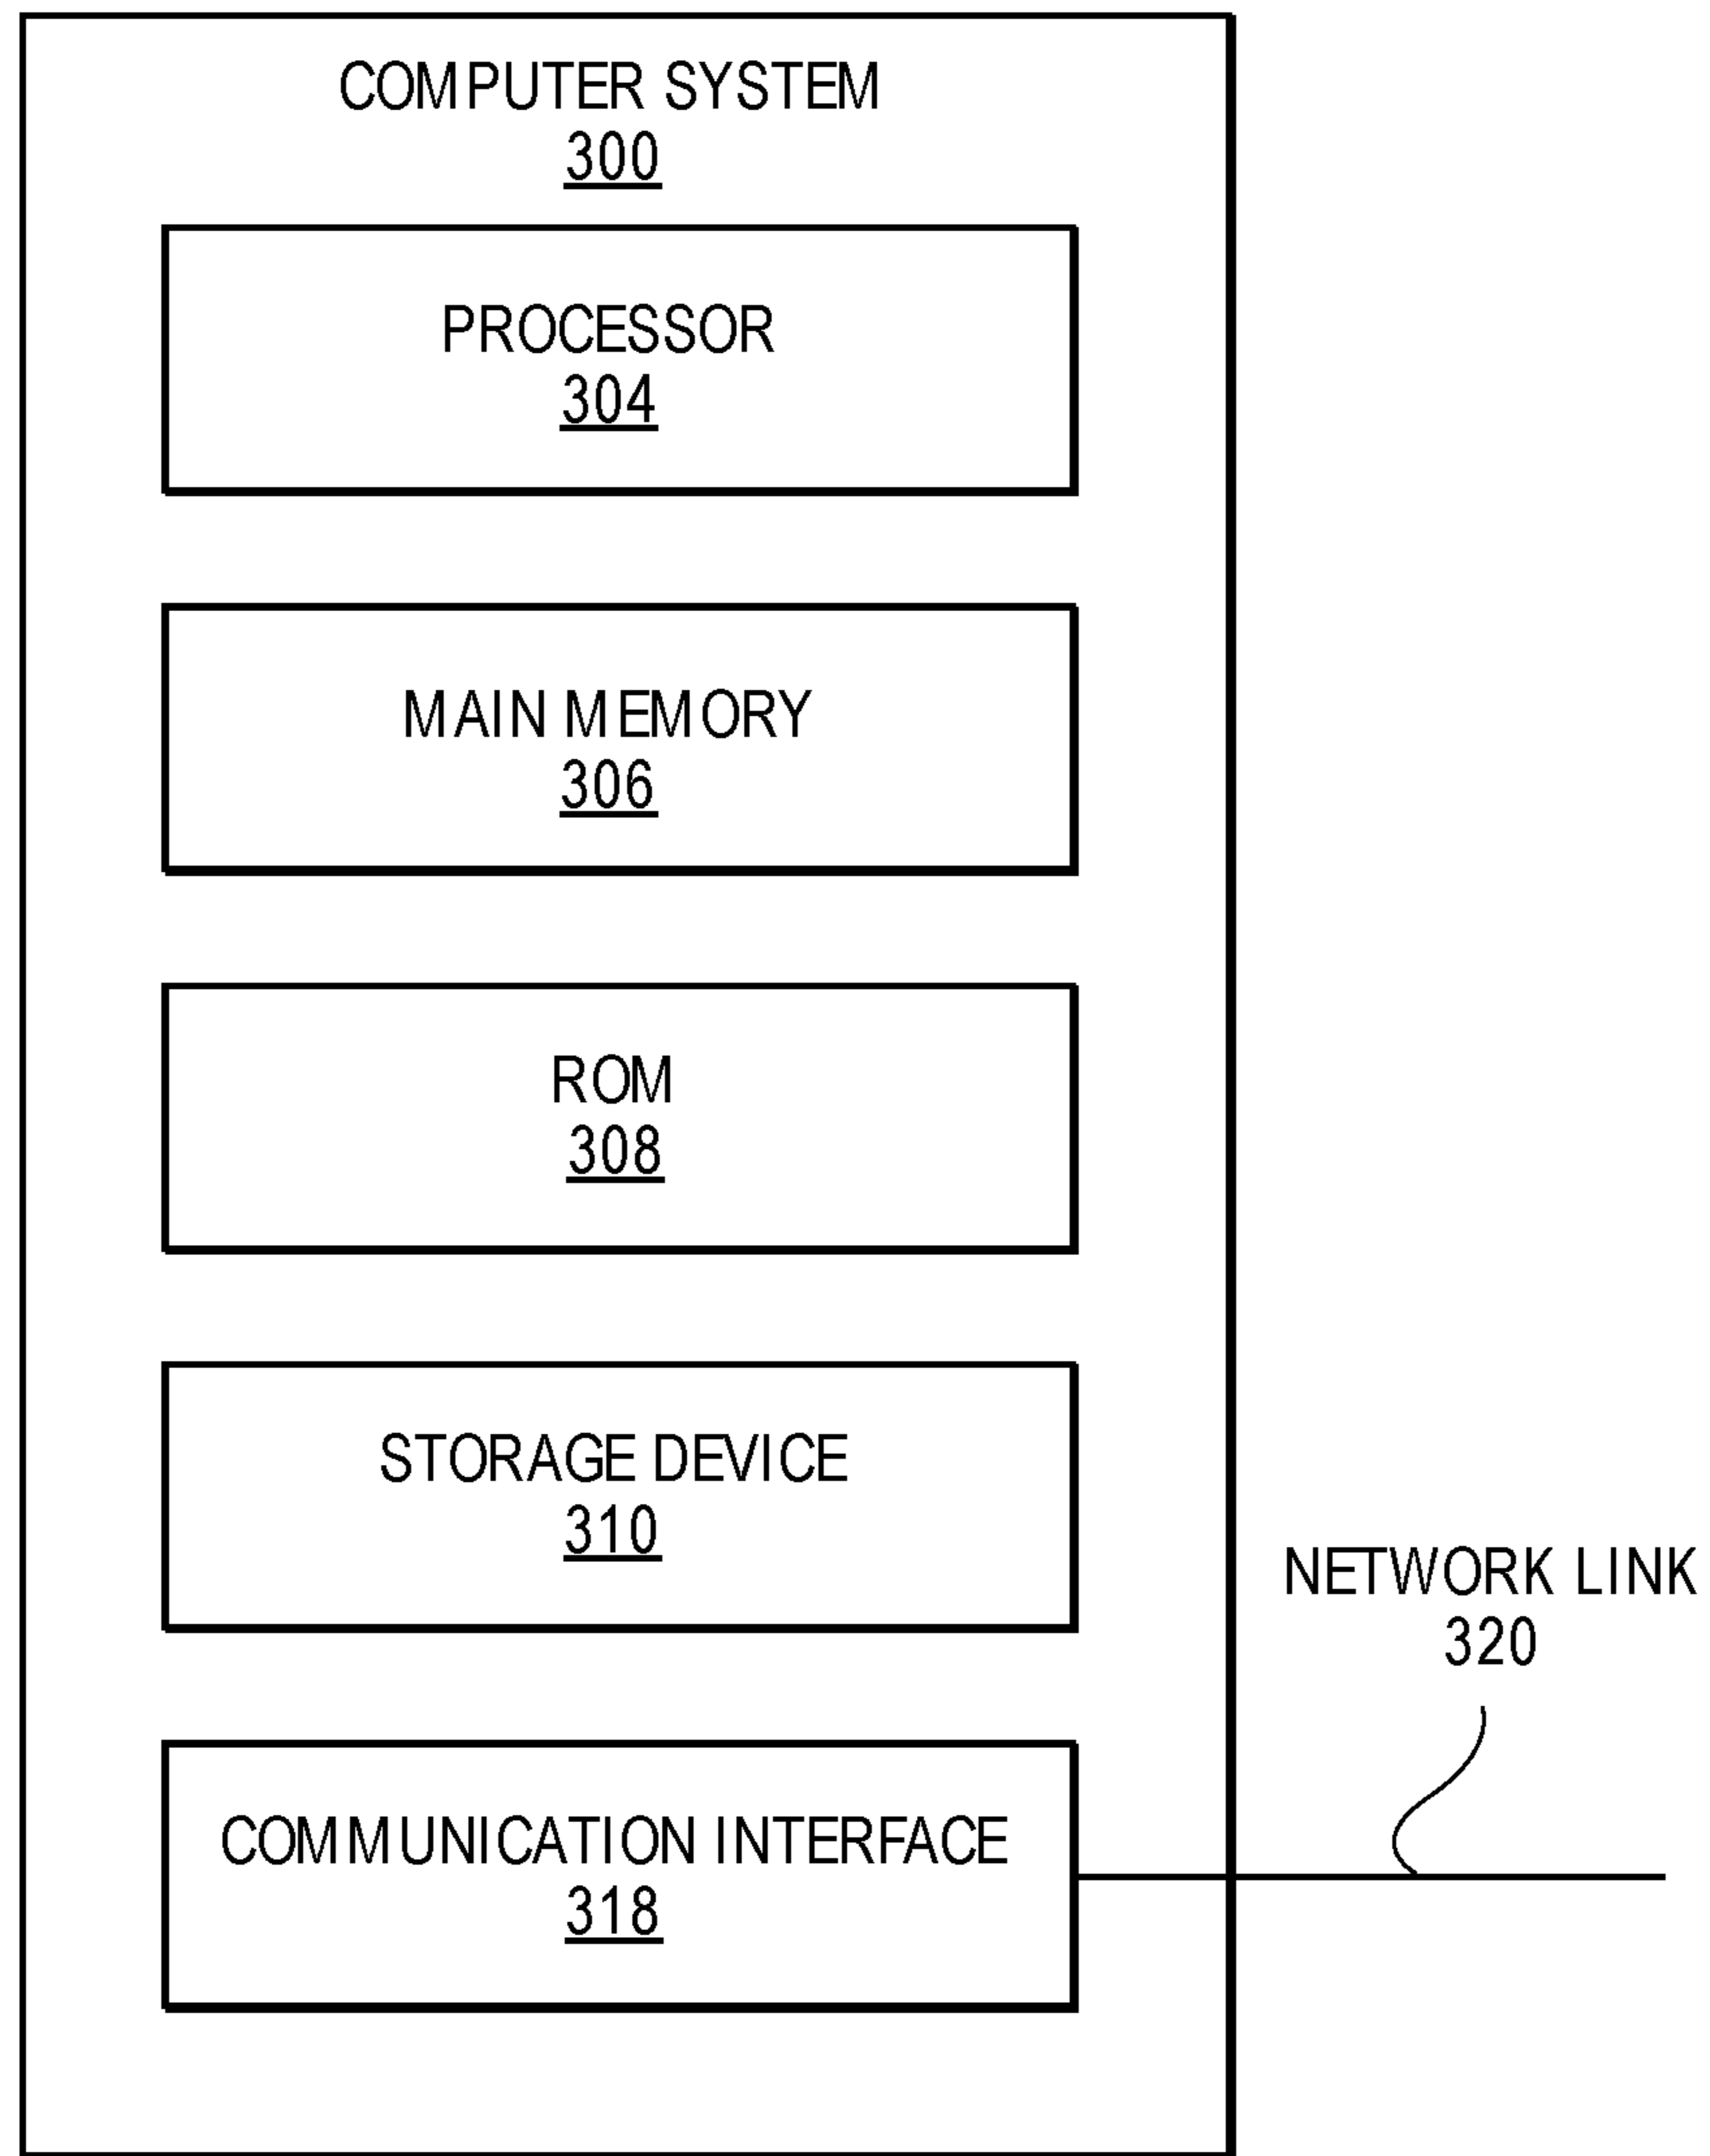 COMPUTER SYSTEM
300
PROCESSOR
304
MAIN MEMORY
306
ROM
308
STORAGE DEVICE
310
NETWORK LINK
320
COMMUNICATION INTERFACE
318